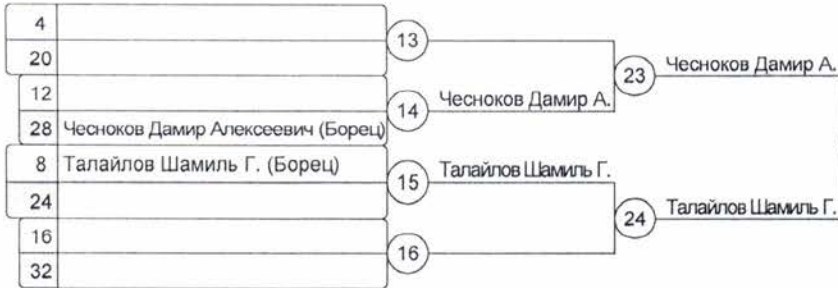 4
13
20
23 Чесноков Дамир А.
12
14 Чесноков Дамир А.
28 Чесноков Дамир Алексеевич (Борец)
8 Талайлов Шамиль Г. (Борец)
15 Талайлов Шамиль Г.
24
24 Талайлов Шамиль Г.
16
16
32